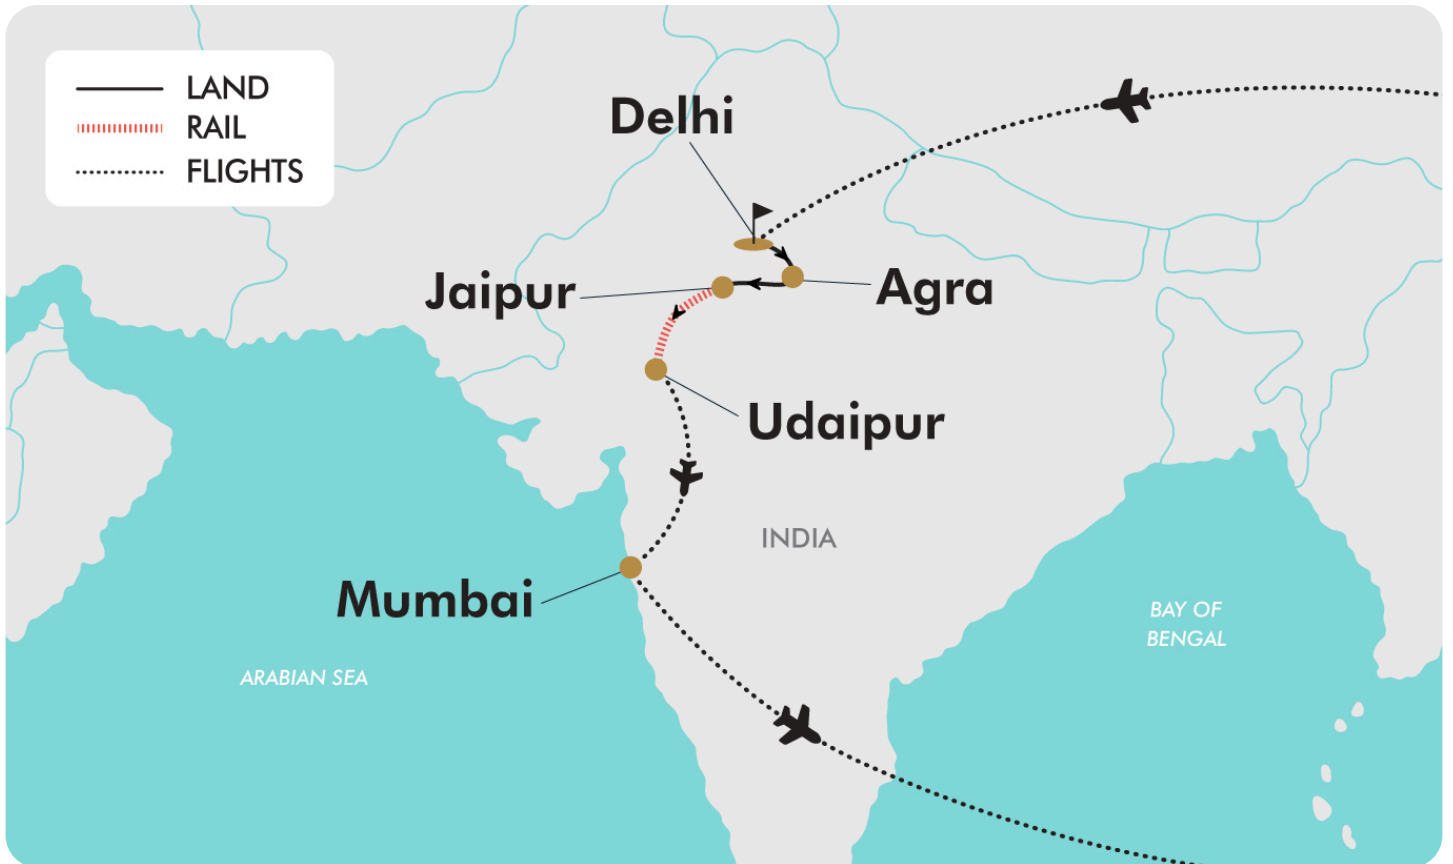 LAND
RAIL
FLIGHTS
Delhi
Jaipur
Agra
Udaipur
INDIA
Mumbai
BAY OF
BENGAL
ARABIAN SEA